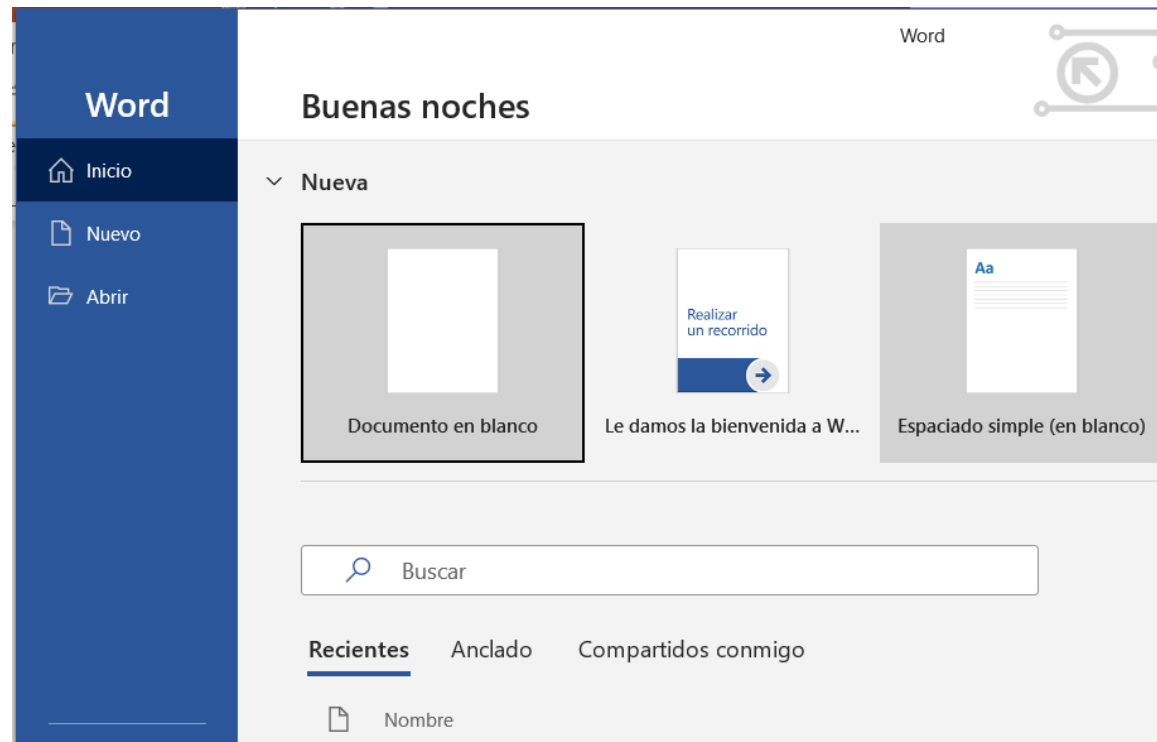 Word
Word
Buenas noches
Inicio
Nuevo
Abrir
Nueva
Realizar
un recorrido
Aa
Documento en blanco
Le damos la bienvenida a W...
Espaciado simple (en blanco)
Buscar
Recientes Anclado Compartidos conmigo
Nombre